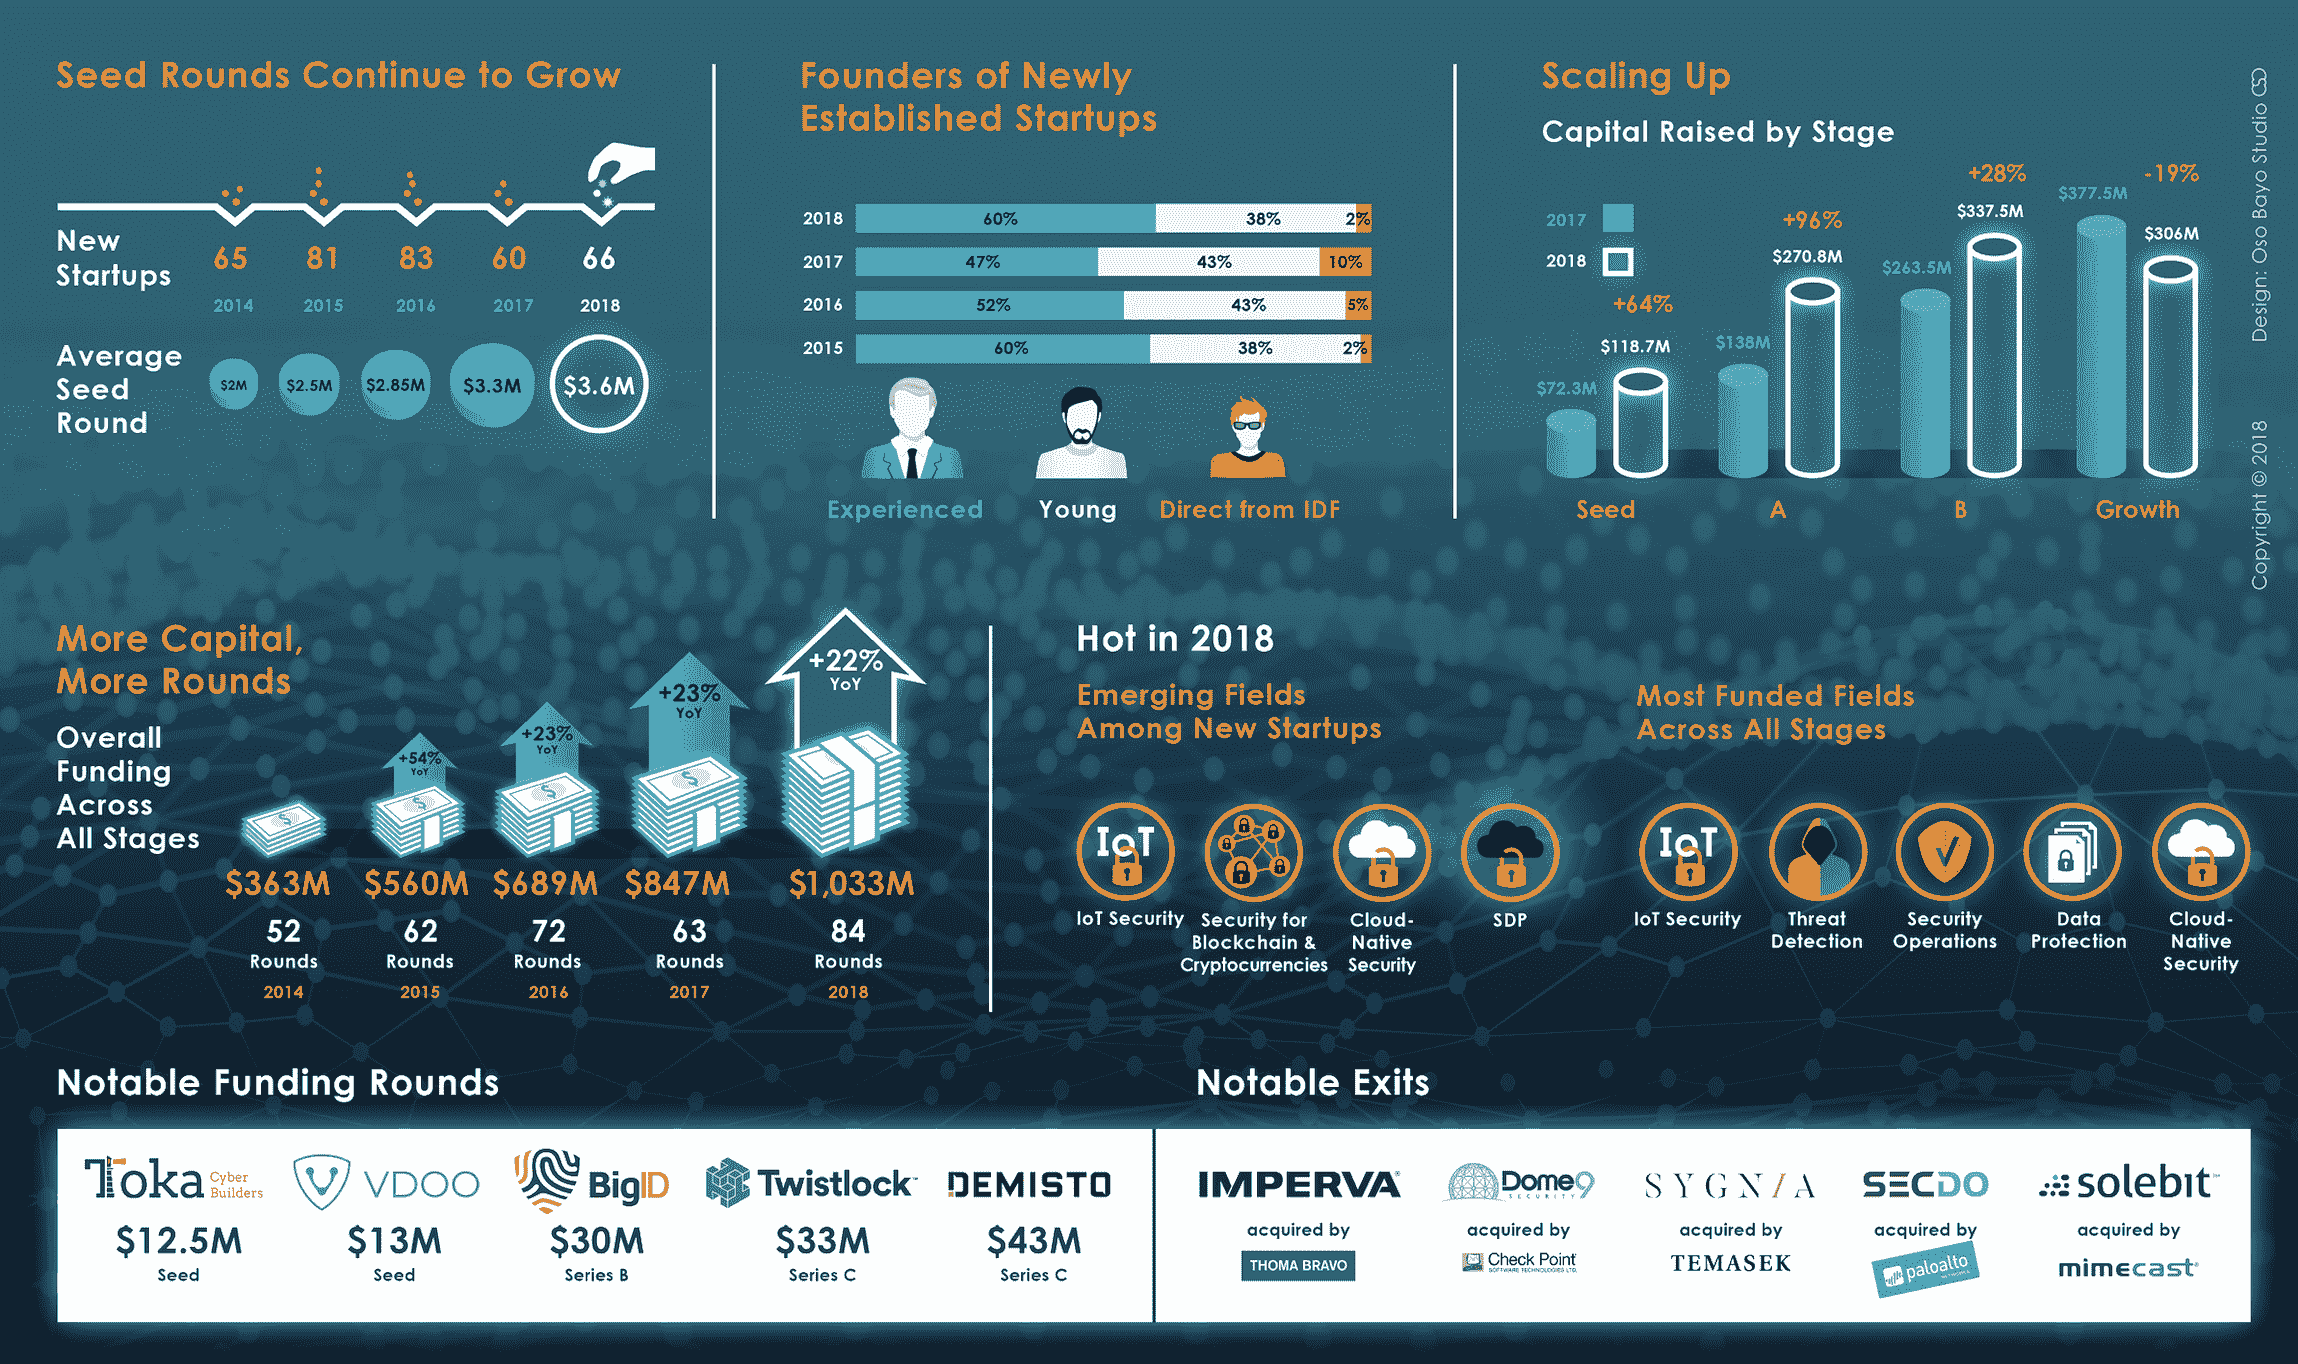 Seed Rounds Continue to Grow
New
Startups
65 81 83 60 66
2014 2015 2016 2017 2018
Average
Seed
Round
$2M $2.5M $2.85M $3.3M $3.6M
Founders of Newly
Established Startups
2018 60% 38% 2%
2017 47% 43% 10%
2016 52% 43% 5%
2015 60% 38% 2%
Experienced Young Direct from IDF
Scaling Up
Capital Raised by Stage
2017
2018
+64% +96% +28% -19%
$72.3M $118.7M $138M $270.8M $263.5M $337.5M $377.5M $306M
Seed A B Growth
Design: Oso Bayo Studio
Copyright © 2018
More Capital,
More Rounds
Overall
Funding
Across
All Stages
+54% YoY
+23% YoY
+23% YoY
+22% YoY
$363M $560M $689M $847M $1,033M
52 62 72 63 84
Rounds Rounds Rounds Rounds Rounds
2014 2015 2016 2017 2018
Hot in 2018
Emerging Fields
Among New Startups
IoT
IoT Security
Security for
Blockchain &
Cryptocurrencies
Cloud-
Native
Security
SDP
Most Funded Fields
Across All Stages
IoT
IoT Security
Threat
Detection
Security
Operations
Data
Protection
Cloud-
Native
Security
Notable Funding Rounds
Toka Cyber Builders
$12.5M
Seed
VDOO
$13M
Seed
BigID
$30M
Series B
Twistlock
$33M
Series C
DEMISTO
$43M
Series C
Notable Exits
IMPERVA
acquired by
THOMA BRAVO
Dome9
SECURITY
acquired by
Check Point
SOFTWARE TECHNOLOGIES LTD.
SYGNIA
acquired by
TEMASEK
SECDO
acquired by
paloalto
solebit
acquired by
mimecast